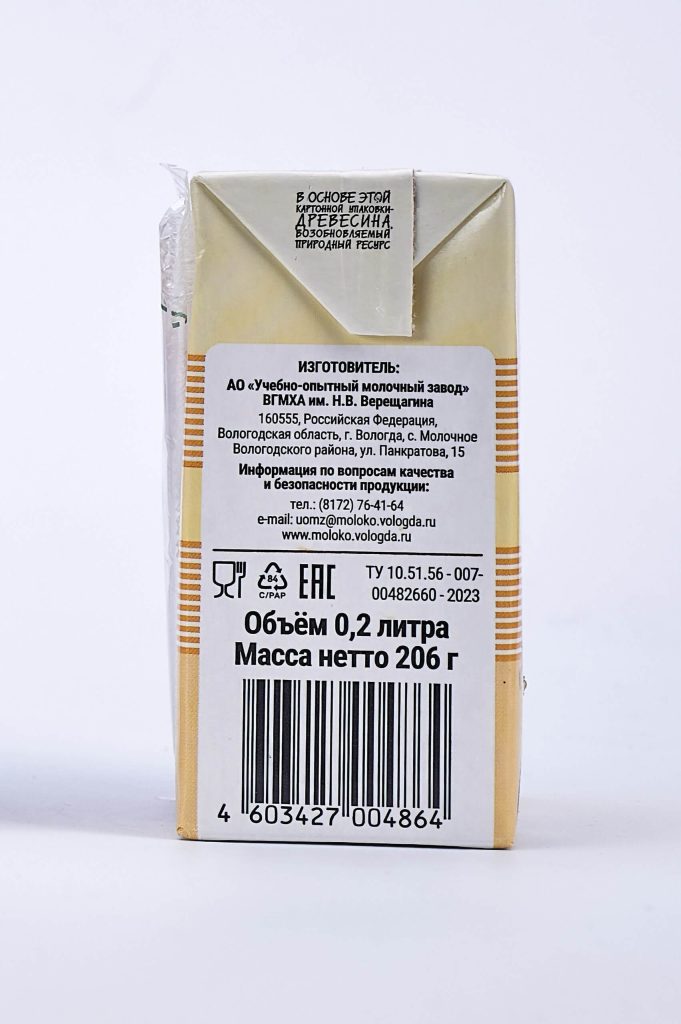 В ОСНОВЕ ЭТОЙ
КАРТОННОЙ УПАКОВКИ-
ДРЕВЕСИНА,
ВОЗОБНОВЛЯЕМЫЙ
ПРИРОДНЫЙ РЕСУРС
ИЗГОТОВИТЕЛЬ:
АО «Учебно-опытный молочный завод»
ВГМХА им. Н.В. Верещагина
160555, Российская Федерация,
Вологодская область, г. Вологда, с. Молочное
Вологодского района, ул. Панкратова, 15
Информация по вопросам качества
и безопасности продукции:
тел.: (8172) 76-41-64
e-mail: uomz@moloko.vologda.ru
www.moloko.vologda.ru
84
C/PAP
EAC
ТУ 10.51.56 - 007-
00482660 - 2023
Объём 0,2 литра
Масса нетто 206 г
4 603427 004864